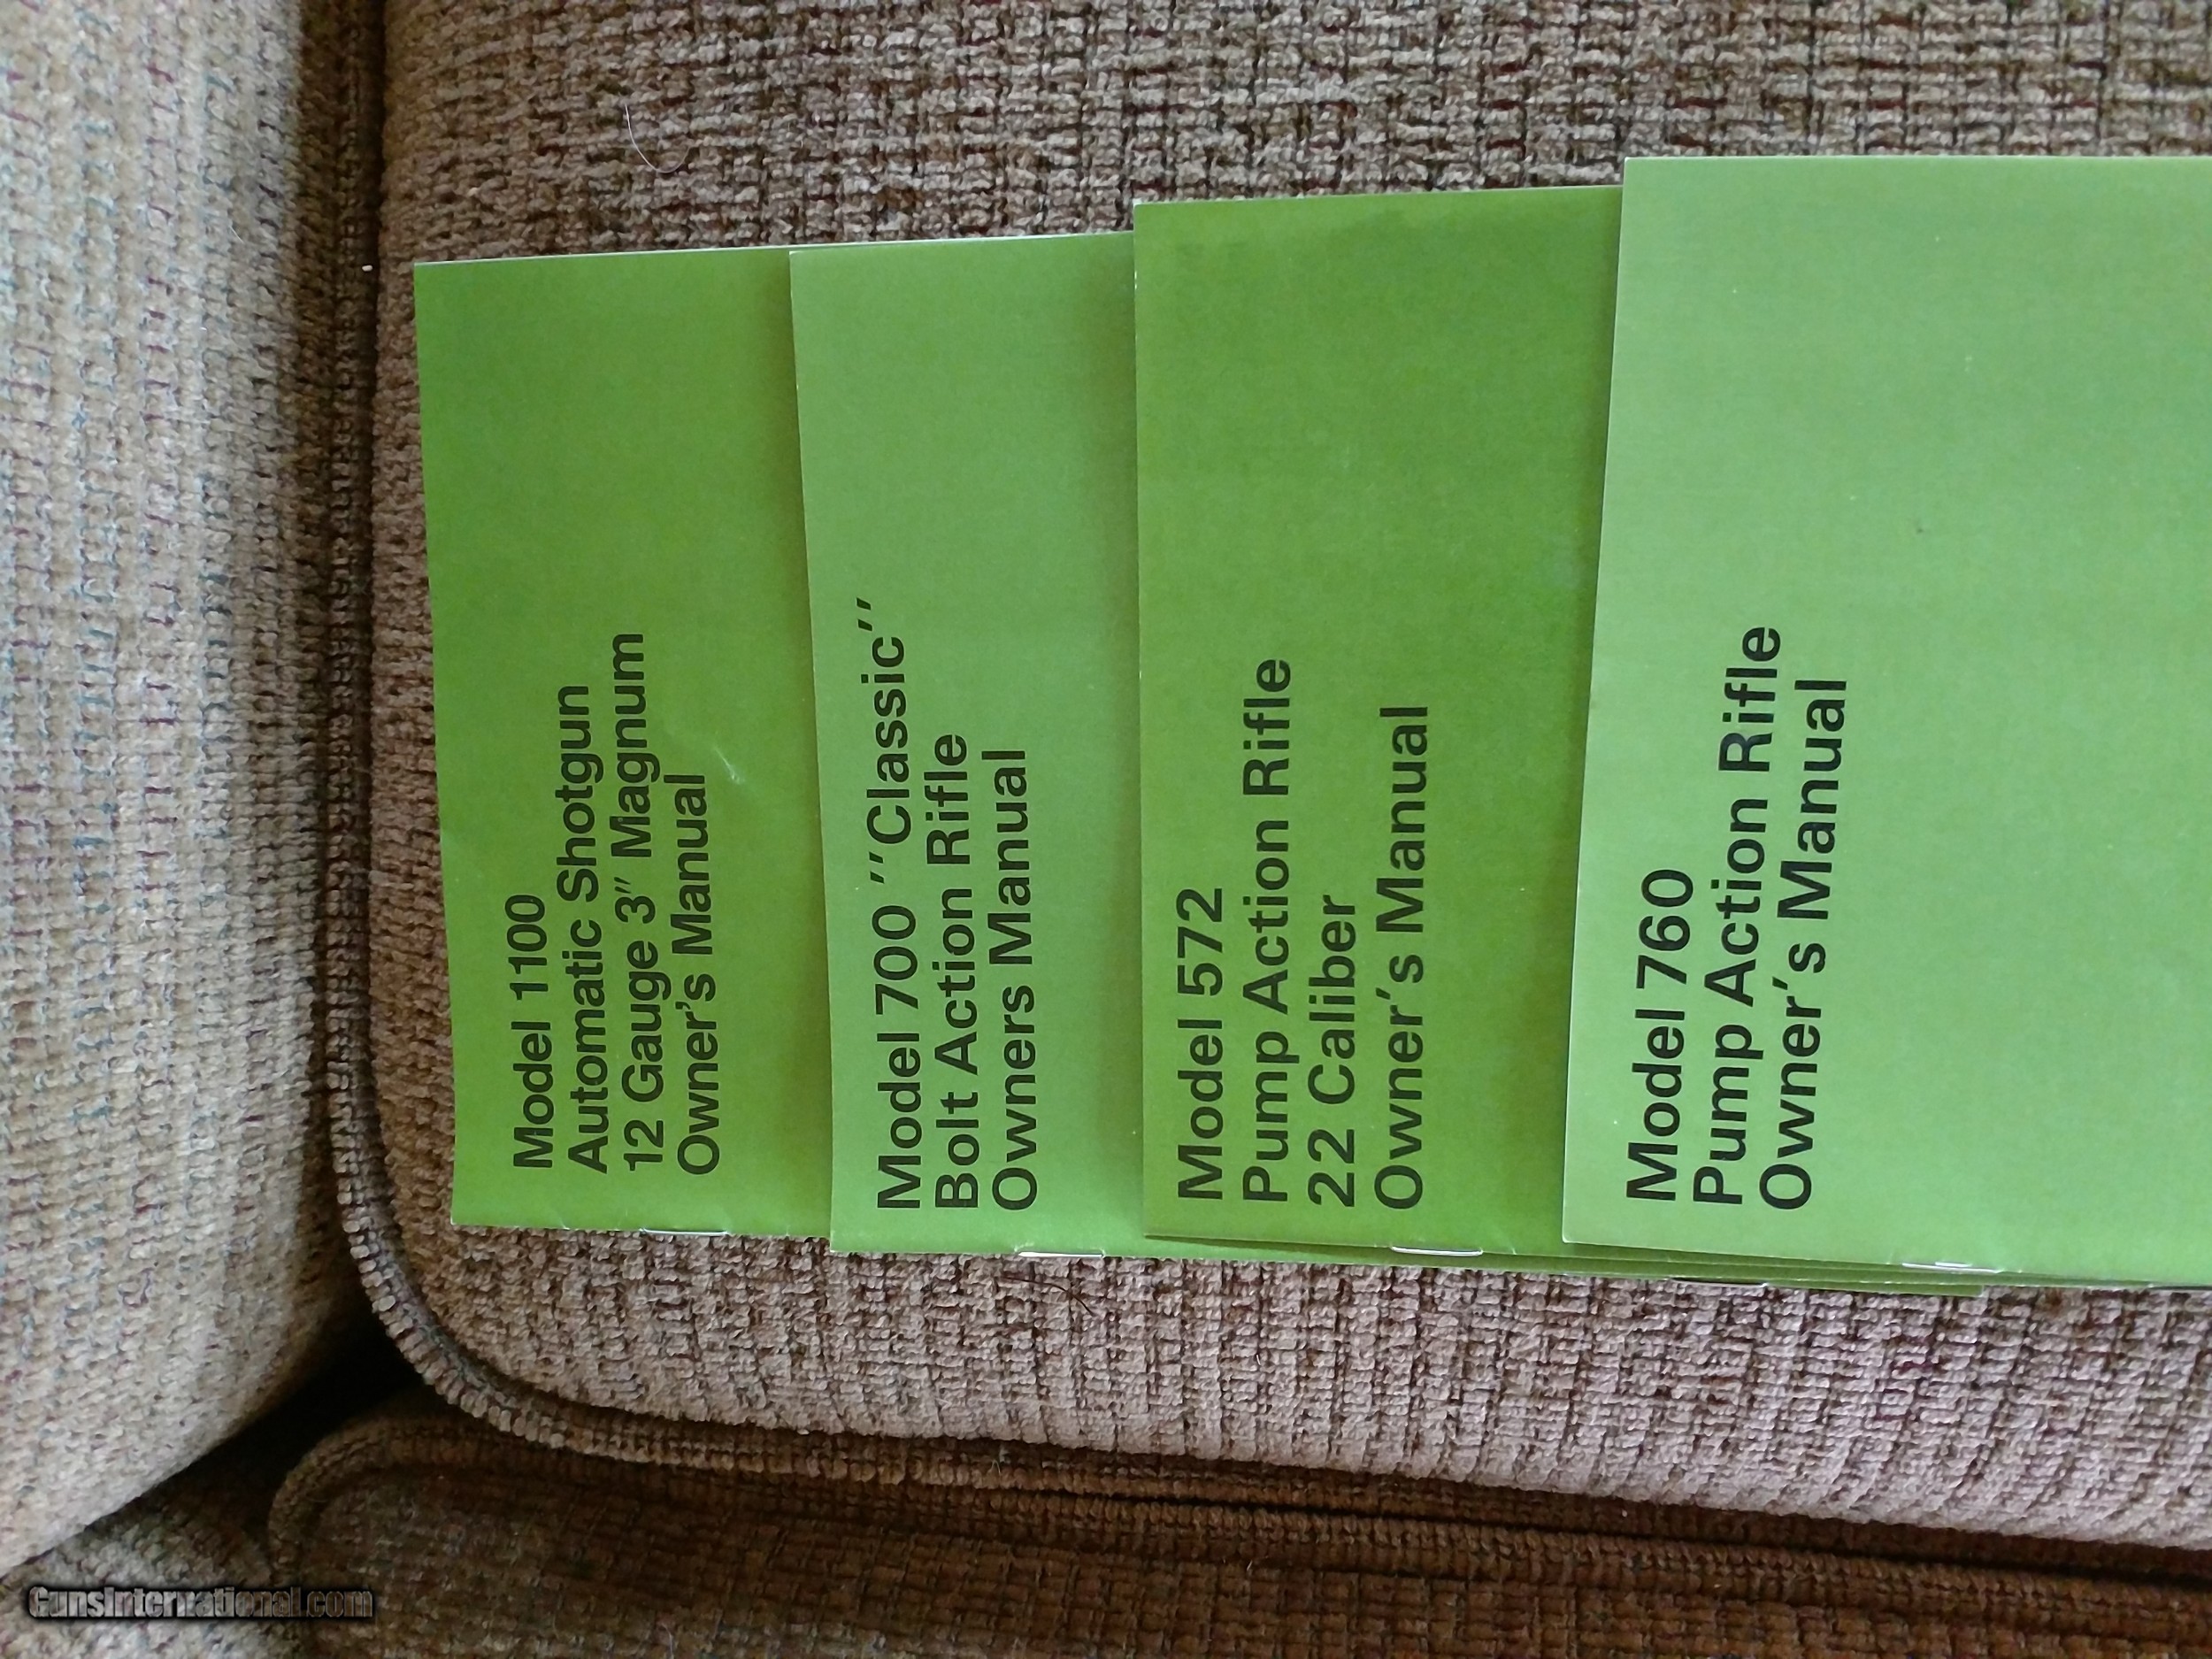 Model 1100
Automatic Shotgun
12 Gauge 3" Magnum
Owner's Manual
Model 700 "Classic"
Bolt Action Rifle
Owners Manual
Model 572
Pump Action Rifle
22 Caliber
Owner's Manual
Model 760
Pump Action Rifle
Owner's Manual
GunsInternational.com